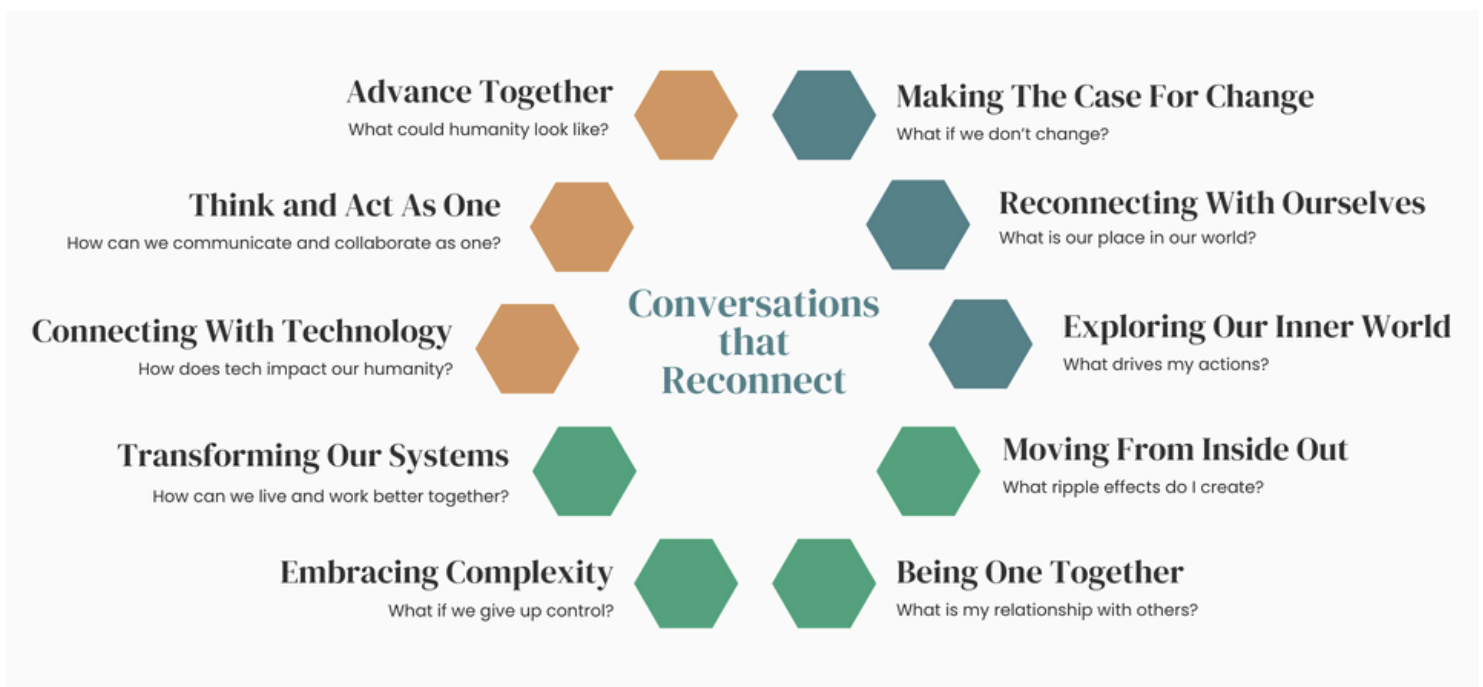 Advance Together
What could humanity look like?
Making The Case For Change
What if we don’t change?
Think and Act As One
How can we communicate and collaborate as one?
Reconnecting With Ourselves
What is our place in our world?
Conversations
that
Reconnect
Connecting With Technology
How does tech impact our humanity?
Exploring Our Inner World
What drives my actions?
Transforming Our Systems
How can we live and work better together?
Moving From Inside Out
What ripple effects do I create?
Embracing Complexity
What if we give up control?
Being One Together
What is my relationship with others?